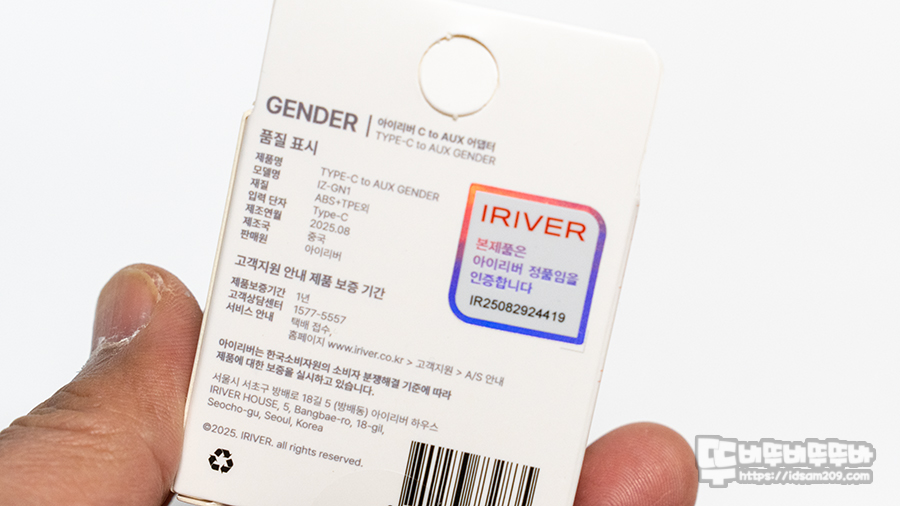 GENDER | 아이리버 C to AUX 어댑터
TYPE-C to AUX GENDER
품질 표시
제품명 TYPE-C to AUX GENDER
모델명 IZ-GN1
재질 ABS+TPE외
입력 단자 Type-C
제조연월 2025.08
제조국 중국
판매원 아이리버
IRIVER
본제품은
아이리버 정품임을
인증합니다
IR25082924419
고객지원 안내 제품 보증 기간
제품보증기간 1년
고객상담센터 1577-5557
서비스 안내 택배 접수,
홈페이지 www.iriver.co.kr > 고객지원 > A/S 안내
아이리버는 한국소비자원의 소비자 분쟁해결 기준에 따라
제품에 대한 보증을 실시하고 있습니다.
서울시 서초구 방배로 18길 5 (방배동) 아이리버 하우스
IRIVER HOUSE, 5, Bangbae-ro, 18-gil,
Seocho-gu, Seoul, Korea
©2025. IRIVER. all rights reserved.
뚜버뚜버뚜뚜바
https://idsam209.com